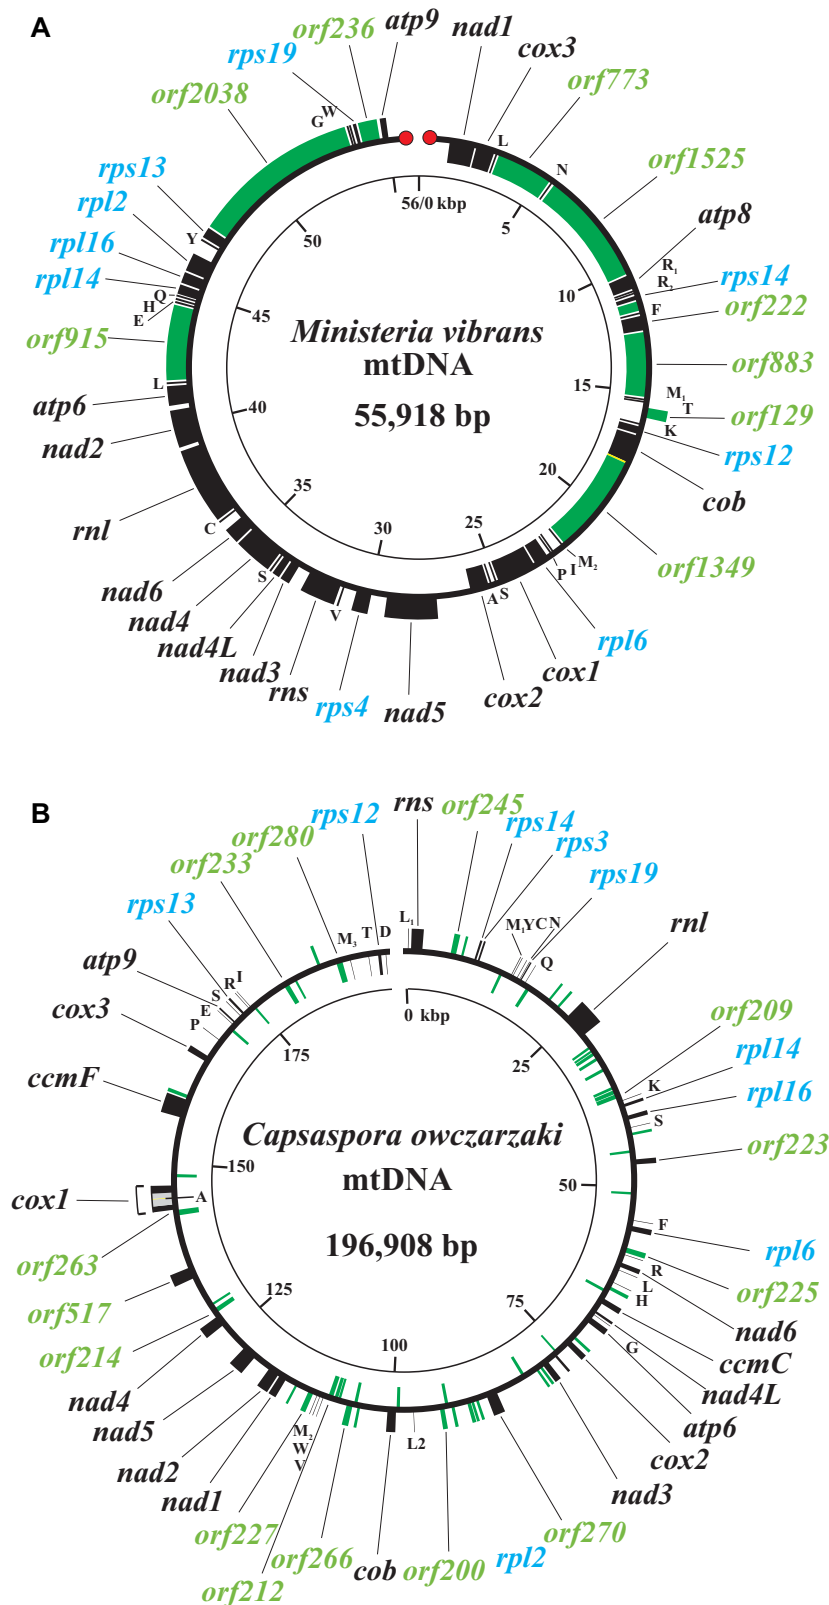 A
orf236
atp9
nad1
cox3
rps19
orf773
orf2038
G
W
L
N
orf1525
rps13
rpl2
rpl16
rpl14
Y
Q
H
E
orf915
L
atp6
nad2
rnl
C
nad6
nad4
S
nad4L
nad3
rns
V
rps4
nad5
cox2
A
S
cox1
rpl6
P
I
M2
orf1349
cob
rps12
K
T
M1
orf129
orf883
F
orf222
rps14
R1
R2
atp8
56/0 kbp
5
10
15
20
25
30
35
40
45
50
Ministeria vibrans
mtDNA
55,918 bp
B
rps12
rns
orf245
rps14
rps3
rps19
orf280
orf233
rps13
atp9
cox3
ccmF
cox1
orf263
orf517
orf214
nad4
nad5
nad2
nad1
orf227
orf212
orf266
cob
orf200
rpl2
orf270
nad3
cox2
atp6
nad4L
ccmC
nad6
orf225
rpl6
orf223
rpl16
rpl14
orf209
rnl
L1
M1
Y
C
N
Q
K
S
F
R
L
H
G
L2
M2
W
V
A
P
E
S
R
I
M3
T
D
0 kbp
25
50
75
100
125
150
175
Capsaspora owczarzaki
mtDNA
196,908 bp